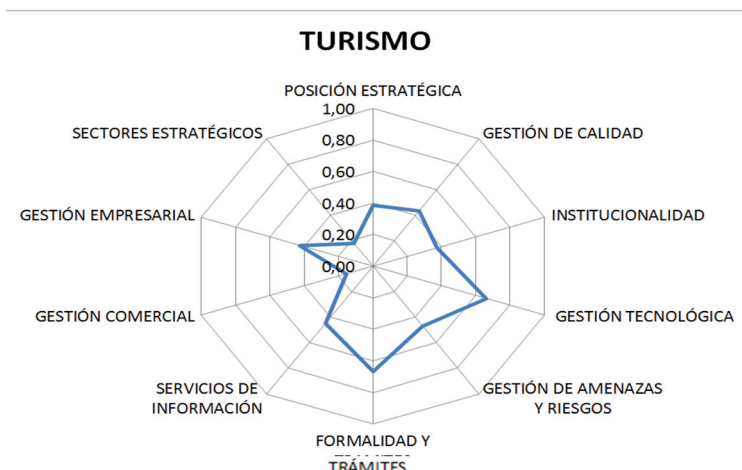 TURISMO
POSICIÓN ESTRATÉGICA
1,00
0,80
0,60
0,40
0,20
0,00
GESTIÓN DE CALIDAD
INSTITUCIONALIDAD
GESTIÓN TECNOLÓGICA
GESTIÓN DE AMENAZAS
Y RIESGOS
FORMALIDAD Y
TRÁMITES
SERVICIOS DE
INFORMACIÓN
GESTIÓN COMERCIAL
GESTIÓN EMPRESARIAL
SECTORES ESTRATÉGICOS